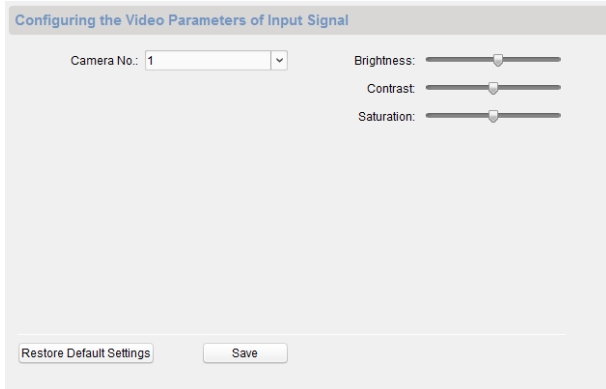 Configuring the Video Parameters of Input Signal
Camera No.: 1
Brightness:
Contrast:
Saturation:
Restore Default Settings
Save